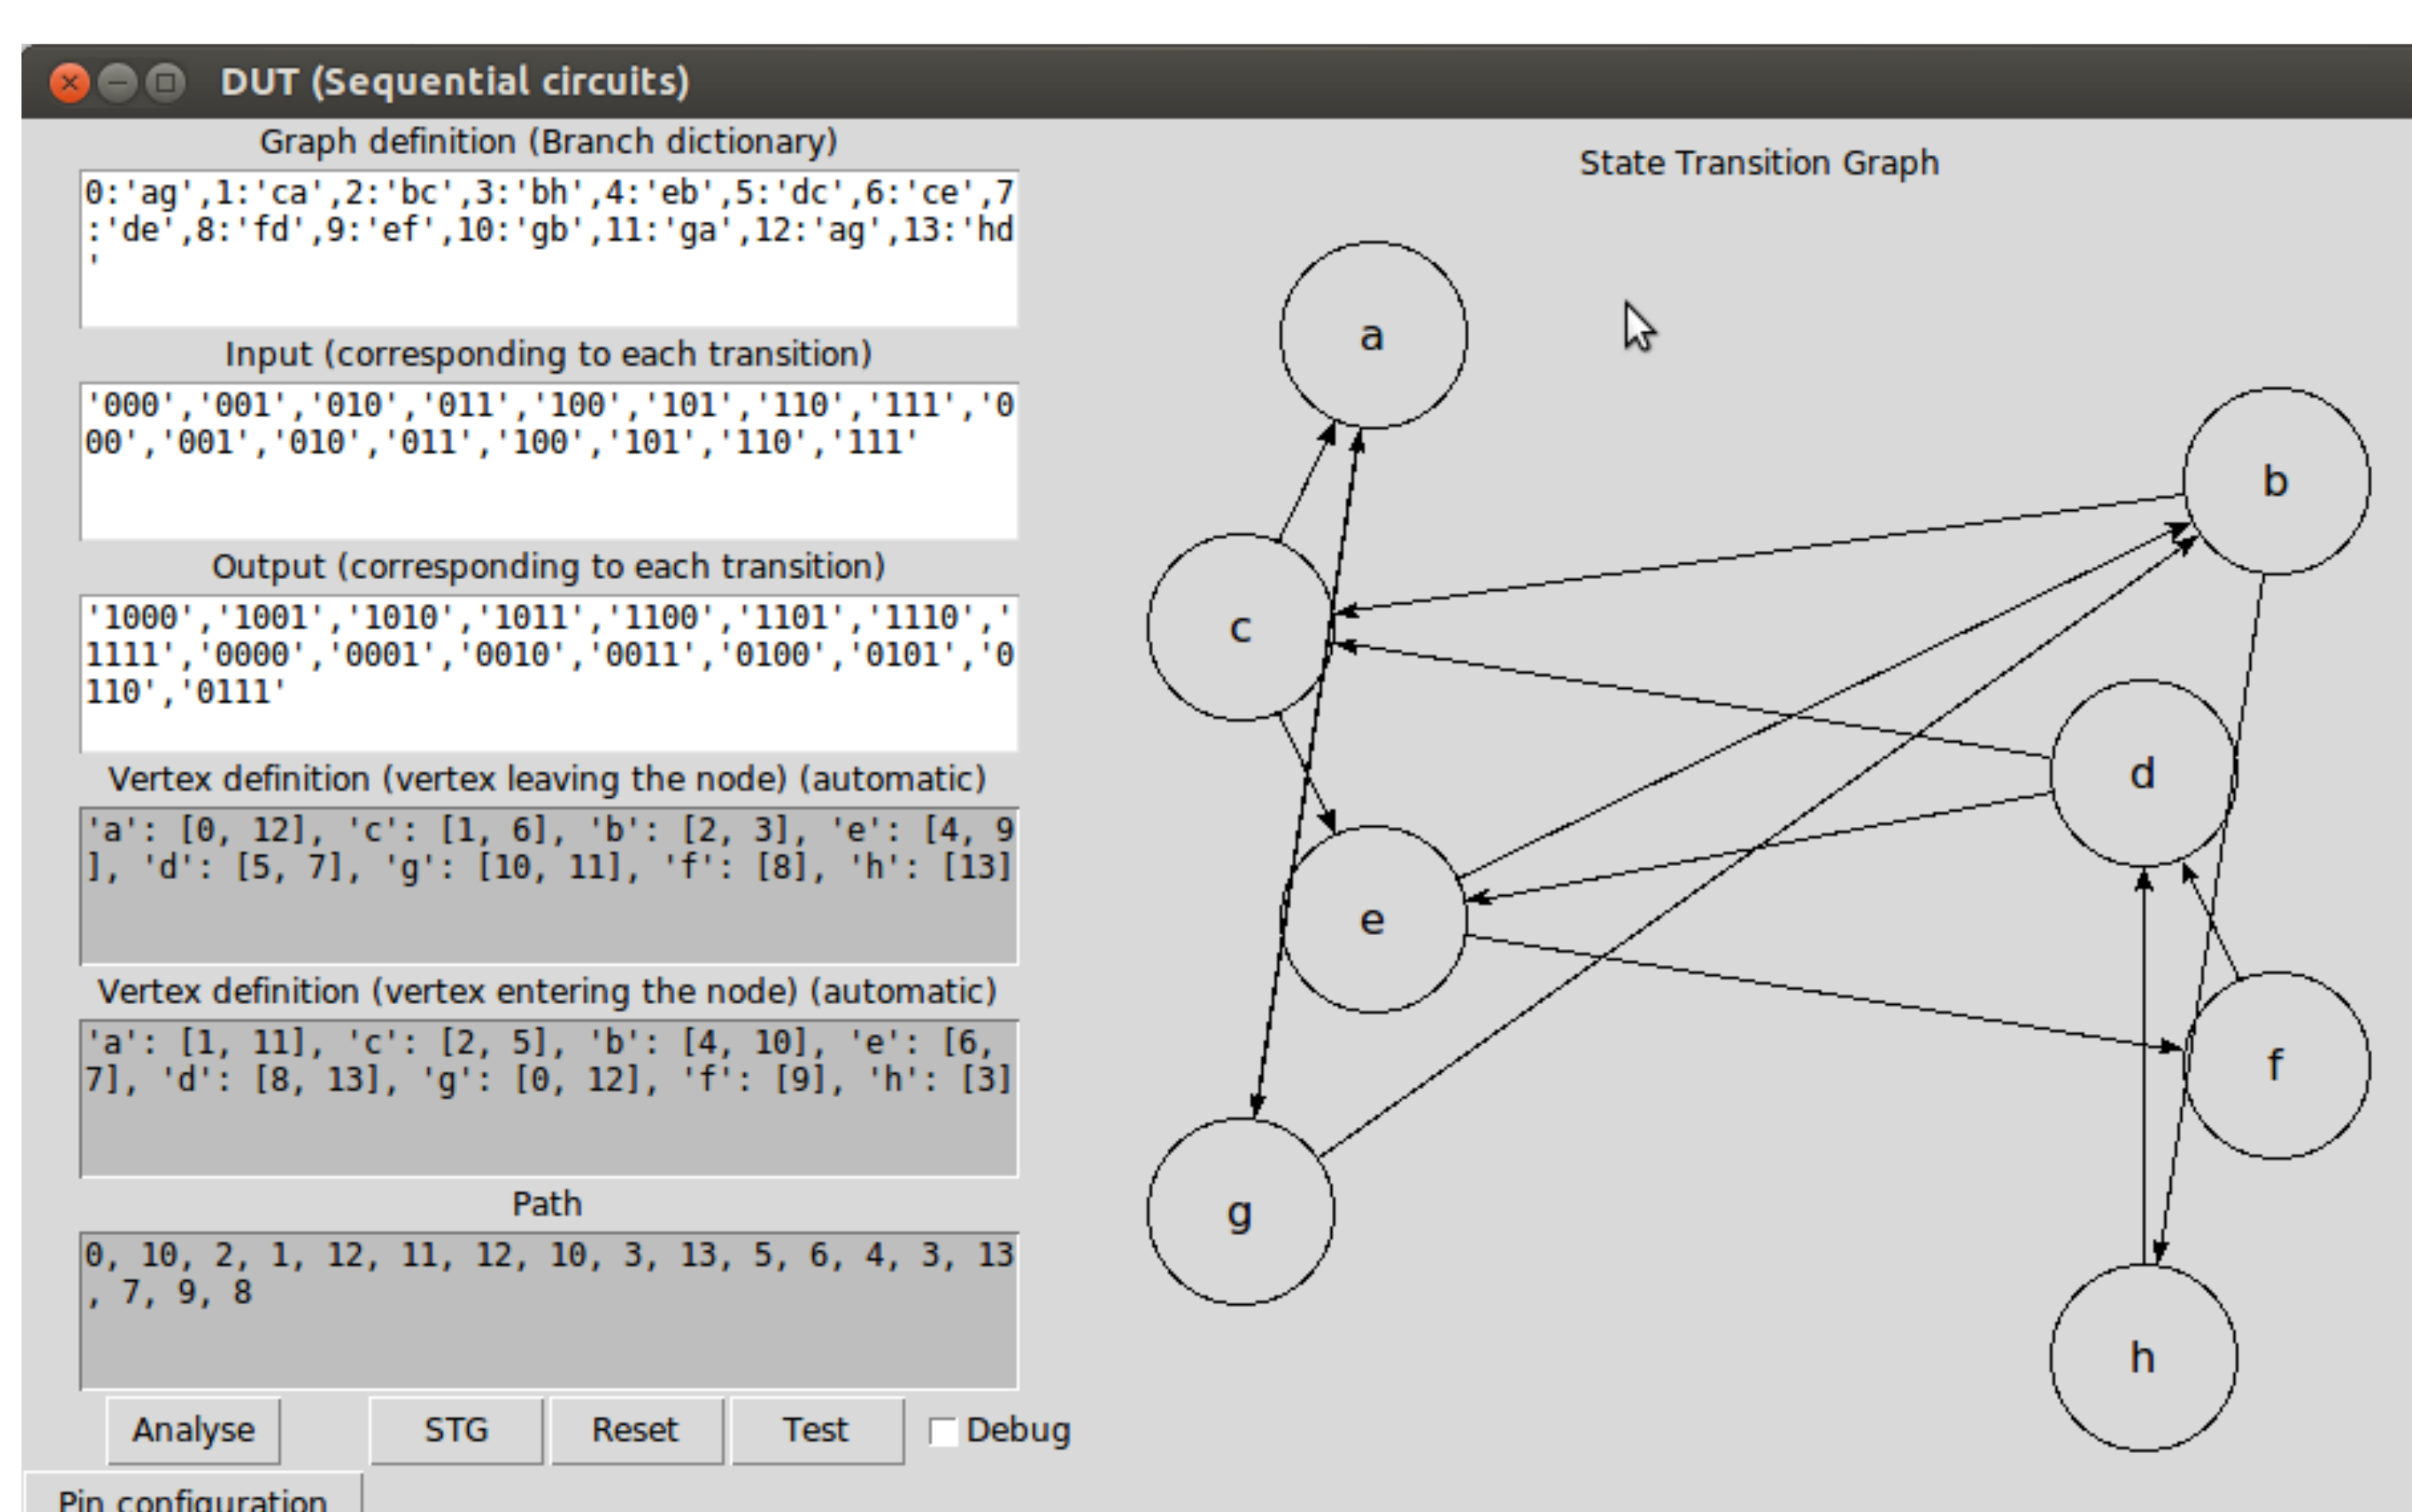 DUT (Sequential circuits)
Graph definition (Branch dictionary)
0:'ag',1:'ca',2:'bc',3:'bh',4:'eb',5:'dc',6:'ce',7
:'de',8:'fd',9:'ef',10:'gb',11:'ga',12:'ag',13:'hd
'
Input (corresponding to each transition)
'000','001','010','011','100','101','110','111','0
00','001','010','011','100','101','110','111'
Output (corresponding to each transition)
'1000','1001','1010','1011','1100','1101','1110','
1111','0000','0001','0010','0011','0100','0101','0
110','0111'
Vertex definition (vertex leaving the node) (automatic)
'a': [0, 12], 'c': [1, 6], 'b': [2, 3], 'e': [4, 9
], 'd': [5, 7], 'g': [10, 11], 'f': [8], 'h': [13]
Vertex definition (vertex entering the node) (automatic)
'a': [1, 11], 'c': [2, 5], 'b': [4, 10], 'e': [6,
7], 'd': [8, 13], 'g': [0, 12], 'f': [9], 'h': [3]
Path
0, 10, 2, 1, 12, 11, 12, 10, 3, 13, 5, 6, 4, 3, 13
, 7, 9, 8
Analyse
STG
Reset
Test
Debug
Pin configuration
State Transition Graph
a
b
c
d
e
f
g
h